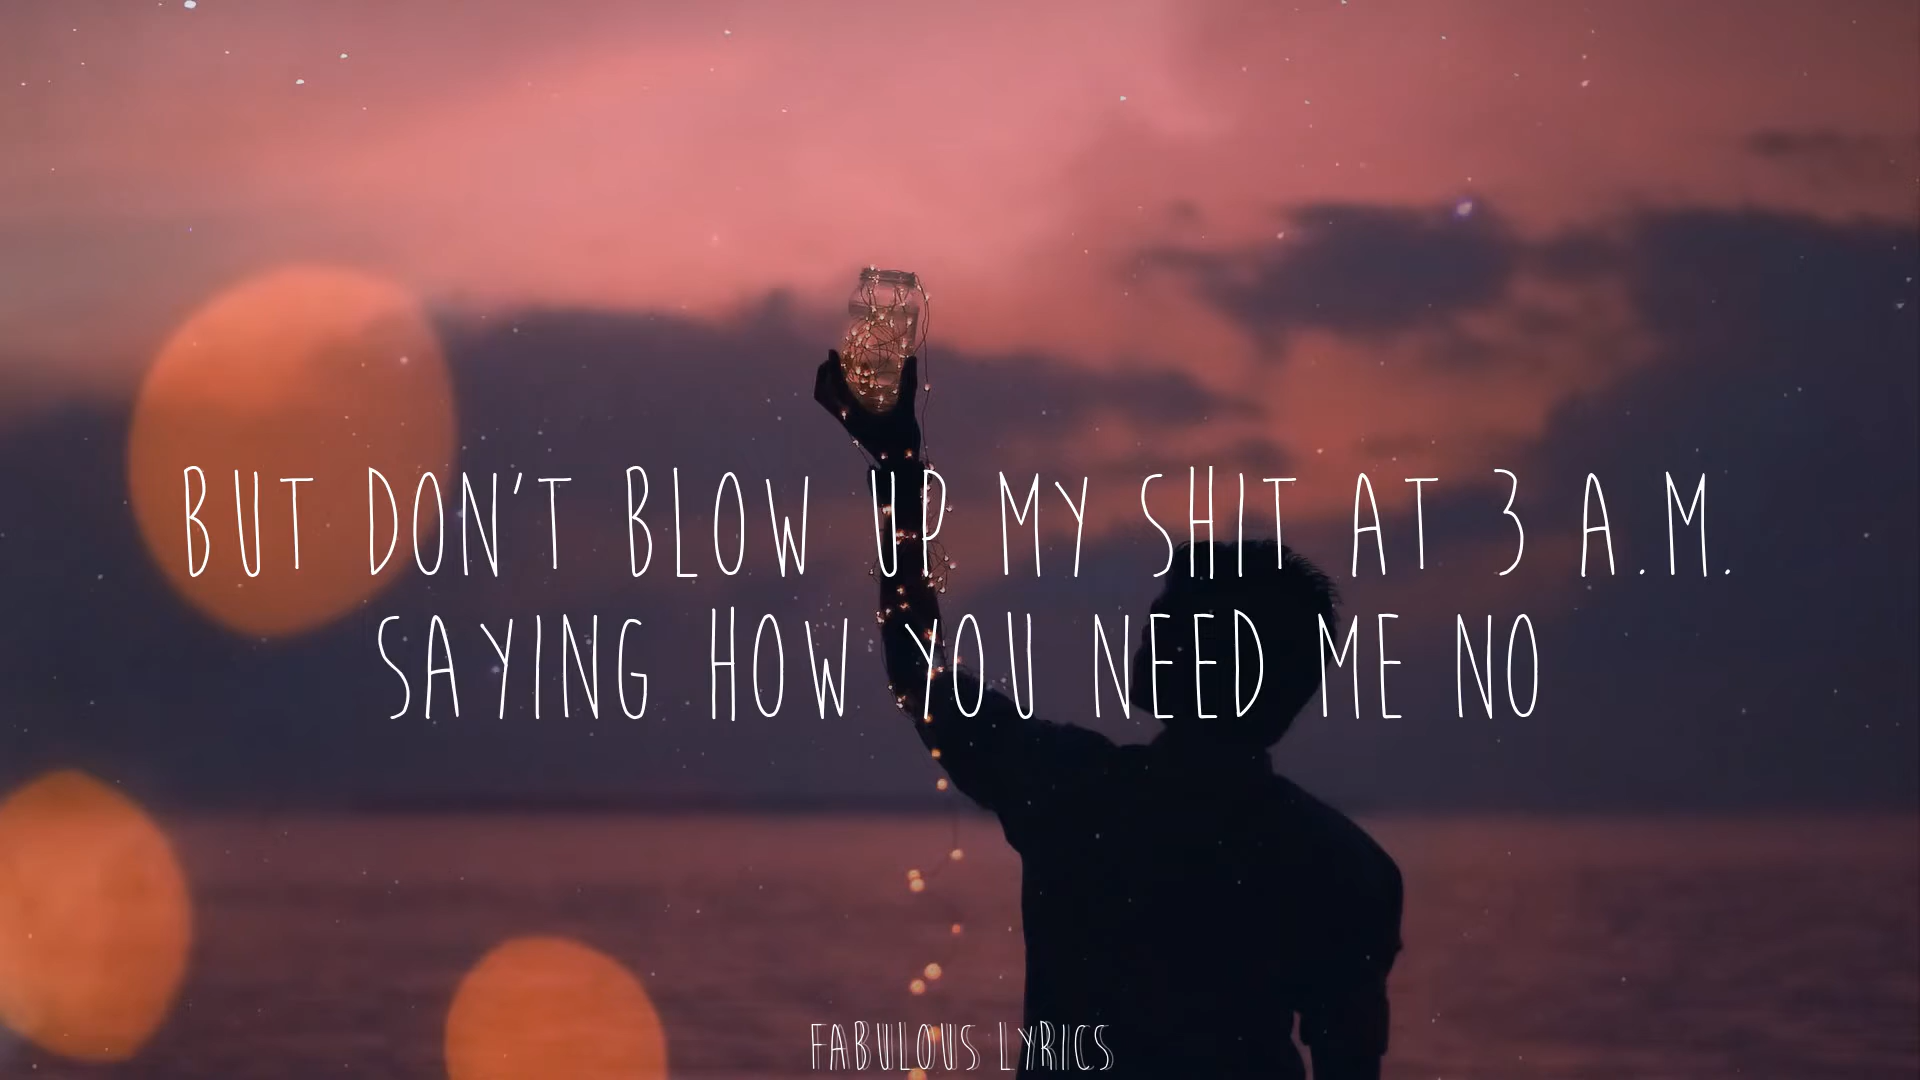 BUT DON'T BLOW UP MY SHIT AT 3 A.M.
SAYING HOW YOU NEED ME NO
FABULOUS LYRICS